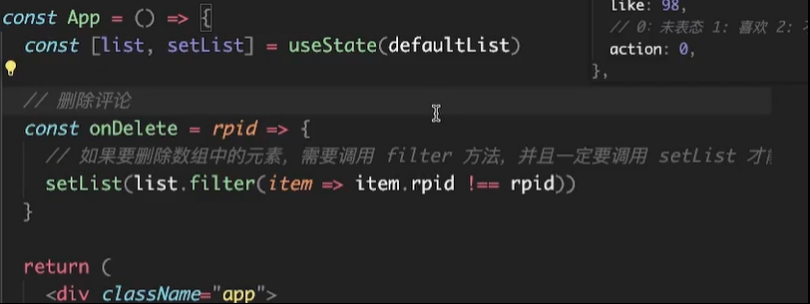 const App = () => {
const [list, setList] = useState(defaultList)
// 删除评论
const onDelete = rpid => {
// 如果要删除数组中的元素，需要调用 filter 方法，并且一定要调用 setList 才
setList(list.filter(item => item.rpid !== rpid))
}
return (
<div className="app">
like: 98,
// 0: 未表态 1: 喜欢 2:
action: 0,
},